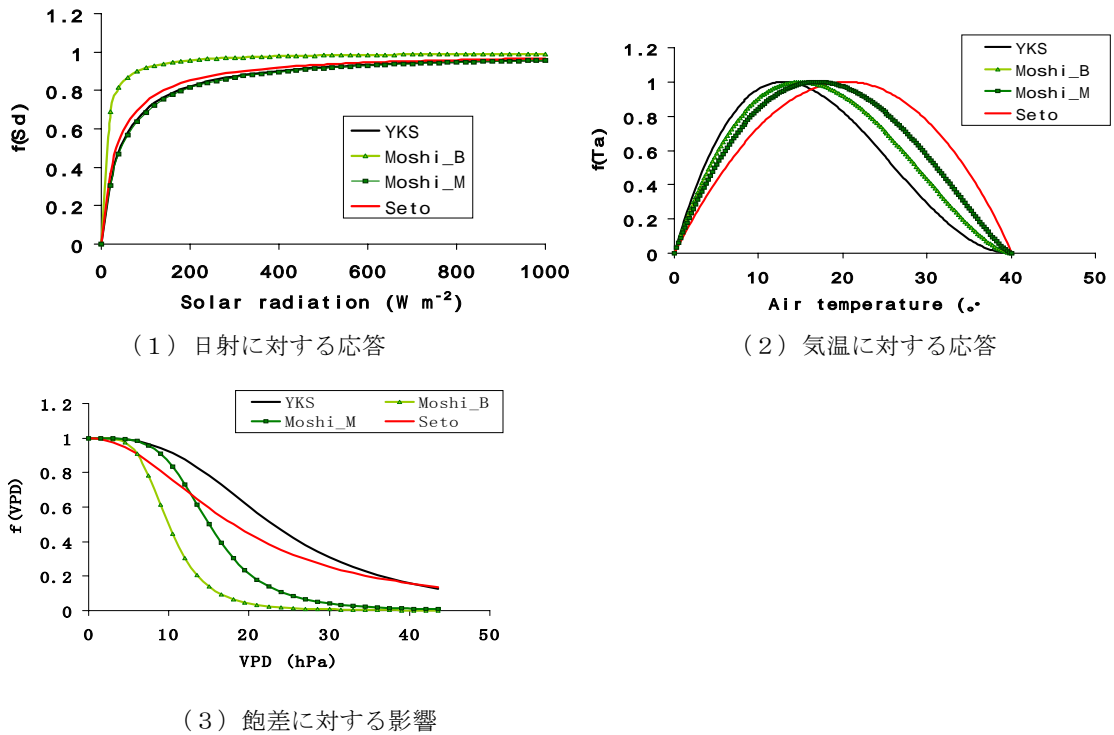 1.2
1
0.8
0.6
0.4
0.2
0
f(Sd)
YKS
Moshi_B
Moshi_M
Seto
0 200 400 600 800 1000
Solar radiation (W m⁻²)
(1)日射に対する応答
1.2
1
0.8
0.6
0.4
0.2
0
f(Ta)
YKS
Moshi_B
Moshi_M
Seto
0 10 20 30 40 50
Air temperature (
(2)気温に対する応答
YKS Moshi_B
Moshi_M Seto
1.2
1
0.8
0.6
0.4
0.2
0
f(VPD)
0 10 20 30 40 50
VPD (hPa)
(3)飽差に対する影響